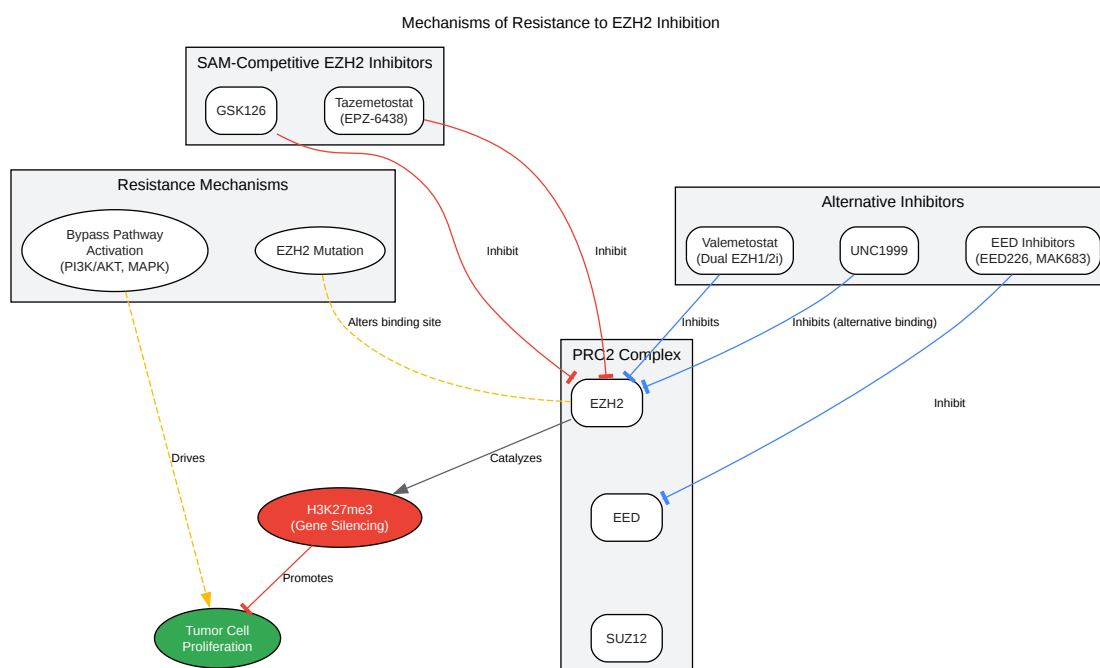 Mechanisms of Resistance to EZH2 Inhibition
SAM-Competitive EZH2 Inhibitors
GSK126
Tazemetostat
(EPZ-6438)
Resistance Mechanisms
Bypass Pathway
Activation
(PI3K/AKT, MAPK)
EZH2 Mutation
Alternative Inhibitors
Valemetostat
(Dual EZH1/2i)
UNC1999
EED Inhibitors
(EED226, MAK683)
Inhibit
Inhibit
Alters binding site
Inhibits
Inhibits (alternative binding)
PRC2 Complex
EZH2
Inhibit
Drives
Catalyzes
H3K27me3
(Gene Silencing)
EED
Promotes
Tumor Cell
Proliferation
SUZ12